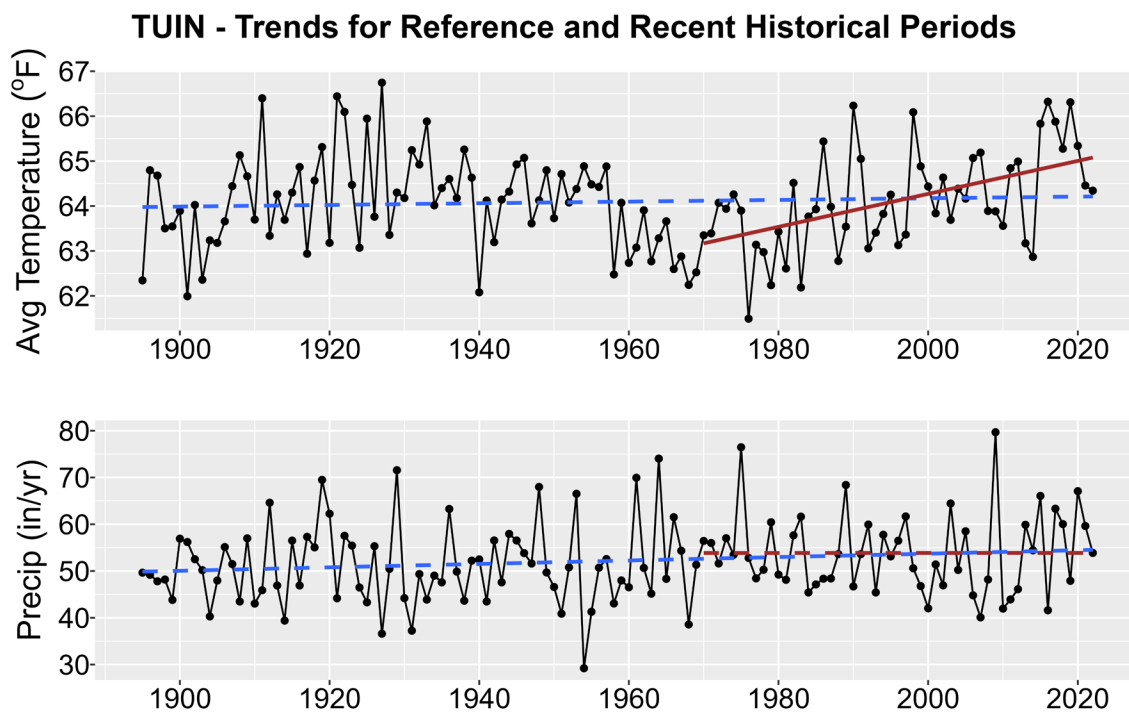 TUIN - Trends for Reference and Recent Historical Periods
Avg Temperature (°F)
67
66
65
64
63
62
1900 1920 1940 1960 1980 2000 2020
Precip (in/yr)
80
70
60
50
40
30
1900 1920 1940 1960 1980 2000 2020